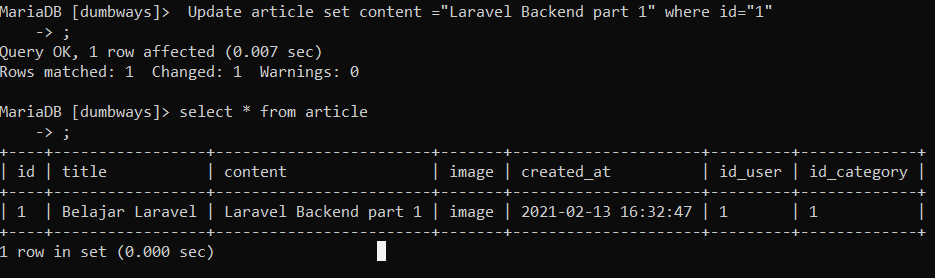 MariaDB [dumbways]>  Update article set content ="Laravel Backend part 1" where id="1"
    -> ;
Query OK, 1 row affected (0.007 sec)
Rows matched: 1  Changed: 1  Warnings: 0
MariaDB [dumbways]> select * from article
    -> ;
+----+-----------------+------------------------+-------+---------------------+---------+-------------+
| id | title           | content                | image | created_at          | id_user | id_category |
+----+-----------------+------------------------+-------+---------------------+---------+-------------+
| 1  | Belajar Laravel | Laravel Backend part 1 | image | 2021-02-13 16:32:47 | 1       | 1           |
+----+-----------------+------------------------+-------+---------------------+---------+-------------+
1 row in set (0.000 sec)